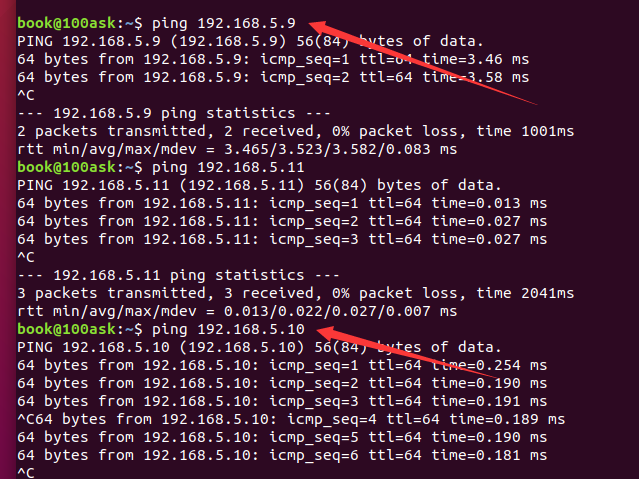 book@100ask:~$ ping 192.168.5.9
PING 192.168.5.9 (192.168.5.9) 56(84) bytes of data.
64 bytes from 192.168.5.9: icmp_seq=1 ttl=64 time=3.46 ms
64 bytes from 192.168.5.9: icmp_seq=2 ttl=64 time=3.58 ms
^C
--- 192.168.5.9 ping statistics ---
2 packets transmitted, 2 received, 0% packet loss, time 1001ms
rtt min/avg/max/mdev = 3.465/3.523/3.582/0.083 ms
book@100ask:~$ ping 192.168.5.11
PING 192.168.5.11 (192.168.5.11) 56(84) bytes of data.
64 bytes from 192.168.5.11: icmp_seq=1 ttl=64 time=0.013 ms
64 bytes from 192.168.5.11: icmp_seq=2 ttl=64 time=0.027 ms
64 bytes from 192.168.5.11: icmp_seq=3 ttl=64 time=0.027 ms
^C
--- 192.168.5.11 ping statistics ---
3 packets transmitted, 3 received, 0% packet loss, time 2041ms
rtt min/avg/max/mdev = 0.013/0.022/0.027/0.007 ms
book@100ask:~$ ping 192.168.5.10
PING 192.168.5.10 (192.168.5.10) 56(84) bytes of data.
64 bytes from 192.168.5.10: icmp_seq=1 ttl=64 time=0.254 ms
64 bytes from 192.168.5.10: icmp_seq=2 ttl=64 time=0.190 ms
64 bytes from 192.168.5.10: icmp_seq=3 ttl=64 time=0.191 ms
^C64 bytes from 192.168.5.10: icmp_seq=4 ttl=64 time=0.189 ms
64 bytes from 192.168.5.10: icmp_seq=5 ttl=64 time=0.190 ms
64 bytes from 192.168.5.10: icmp_seq=6 ttl=64 time=0.181 ms
^C